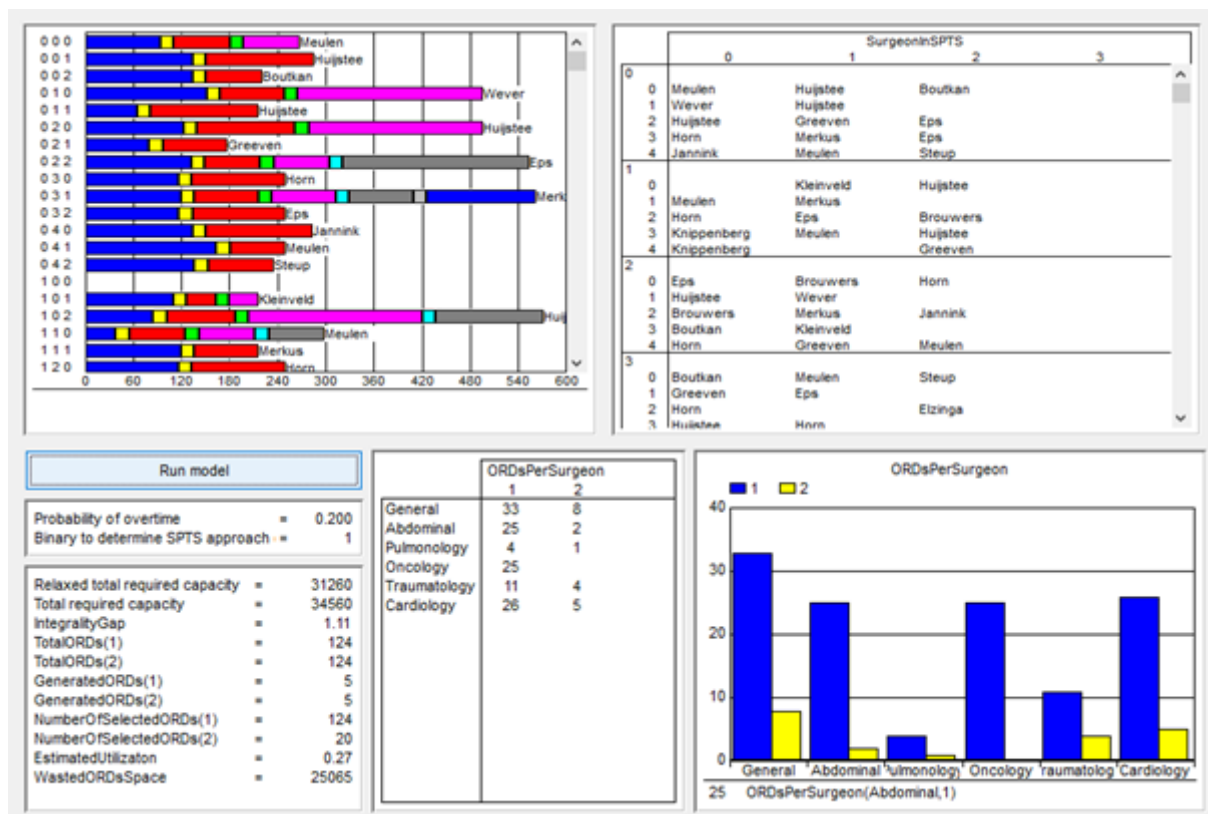 0 0 0 Meulen
0 0 1 Huijstee
0 0 2 Boutkan
0 1 0 Wever
0 1 1 Huijstee
0 2 0 Huijstee
0 2 1 Greeven
0 2 2 Eps
0 3 0 Horn
0 3 1 Merk
0 3 2 Eps
0 4 0 Jannink
0 4 1 Meulen
0 4 2 Steup
1 0 0
1 0 1 Kleinveld
1 0 2 Huij
1 1 0 Meulen
1 1 1 Merkus
1 2 0 Horn
0 60 120 180 240 300 360 420 480 540 600
SurgeonInSPTS
0 1 2 3
0
0 Meulen Huijstee Boutkan
1 Wever Huijstee
2 Huijstee Greeven Eps
3 Horn Merkus Eps
4 Jannink Meulen Steup
1
0 Kleinveld Huijstee
1 Meulen Merkus
2 Horn Eps Brouwers
3 Knippenberg Meulen Huijstee
4 Knippenberg Greeven
2
0 Eps Brouwers Horn
1 Huijstee Wever
2 Brouwers Merkus Jannink
3 Boutkan Kleinveld
4 Horn Greeven Meulen
3
0 Boutkan Meulen Steup
1 Greeven Eps
2 Horn Elzinga
3 Huijstee Horn
Run model
Probability of overtime = 0.200
Binary to determine SPTS approach = 1
Relaxed total required capacity = 31260
Total required capacity = 34560
IntegralityGap = 1.11
TotalORDs(1) = 124
TotalORDs(2) = 124
GeneratedORDs(1) = 5
GeneratedORDs(2) = 5
NumberOfSelectedORDs(1) = 124
NumberOfSelectedORDs(2) = 20
EstimatedUtilizaton = 0.27
WastedORDsSpace = 25065
ORDsPerSurgeon
1 2
General 33 8
Abdominal 25 2
Pulmonology 4 1
Oncology 25
Traumatology 11 4
Cardiology 26 5
ORDsPerSurgeon
1 2
40
30
20
10
0
General Abdominal ulmonology Oncology raumatolog Cardiology
25 ORDsPerSurgeon(Abdominal,1)